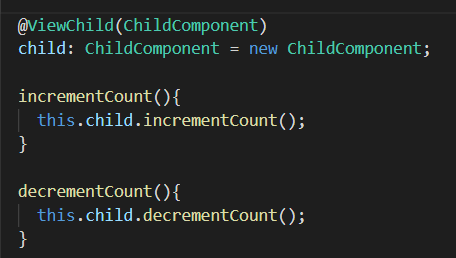 @ViewChild(ChildComponent)
child: ChildComponent = new ChildComponent;
incrementCount(){
this.child.incrementCount();
}
decrementCount(){
this.child.decrementCount();
}